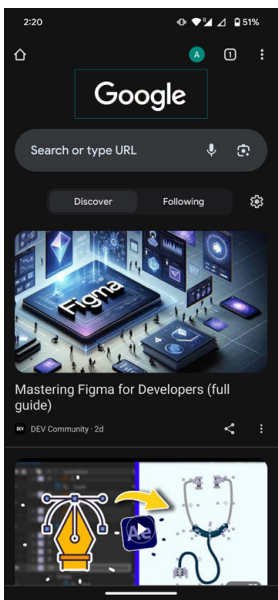 2:20
51%
A
1
Google
Search or type URL
Discover
Following
Figma
Mastering Figma for Developers (full
guide)
DEV
DEV Community · 2d
Ae